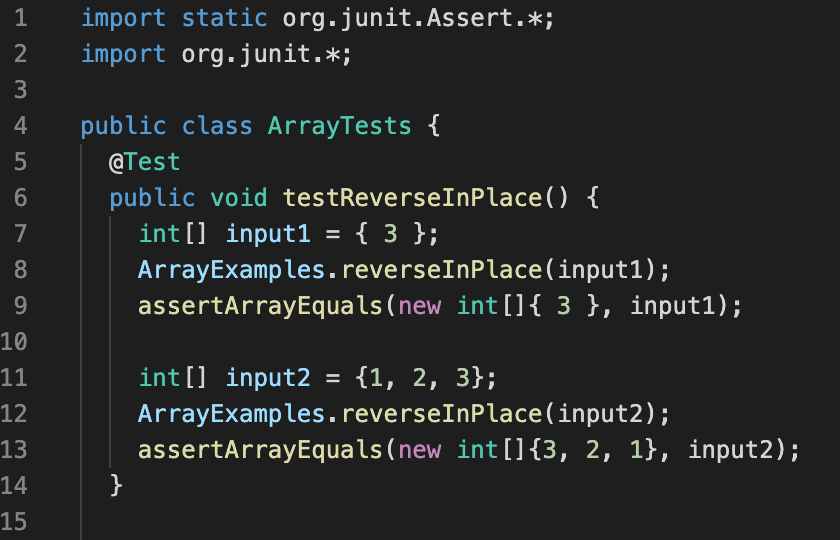 1 import static org.junit.Assert.*;
2 import org.junit.*;
3
4 public class ArrayTests {
5   @Test
6   public void testReverseInPlace() {
7     int[] input1 = { 3 };
8     ArrayExamples.reverseInPlace(input1);
9     assertArrayEquals(new int[]{ 3 }, input1);
10
11     int[] input2 = {1, 2, 3};
12     ArrayExamples.reverseInPlace(input2);
13     assertArrayEquals(new int[]{3, 2, 1}, input2);
14   }
15